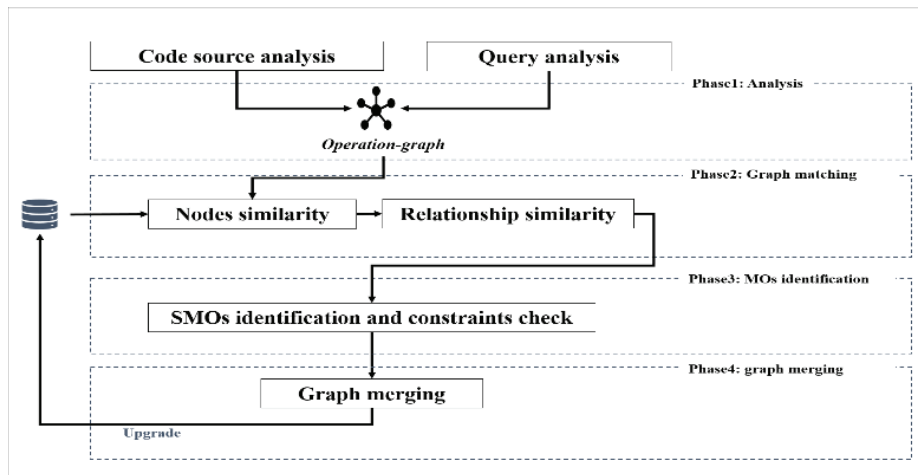 Code source analysis
Query analysis
Phase1: Analysis
Operation-graph
Phase2: Graph matching
Nodes similarity
Relationship similarity
Phase3: MOs identification
SMOs identification and constraints check
Phase4: graph merging
Graph merging
Upgrade